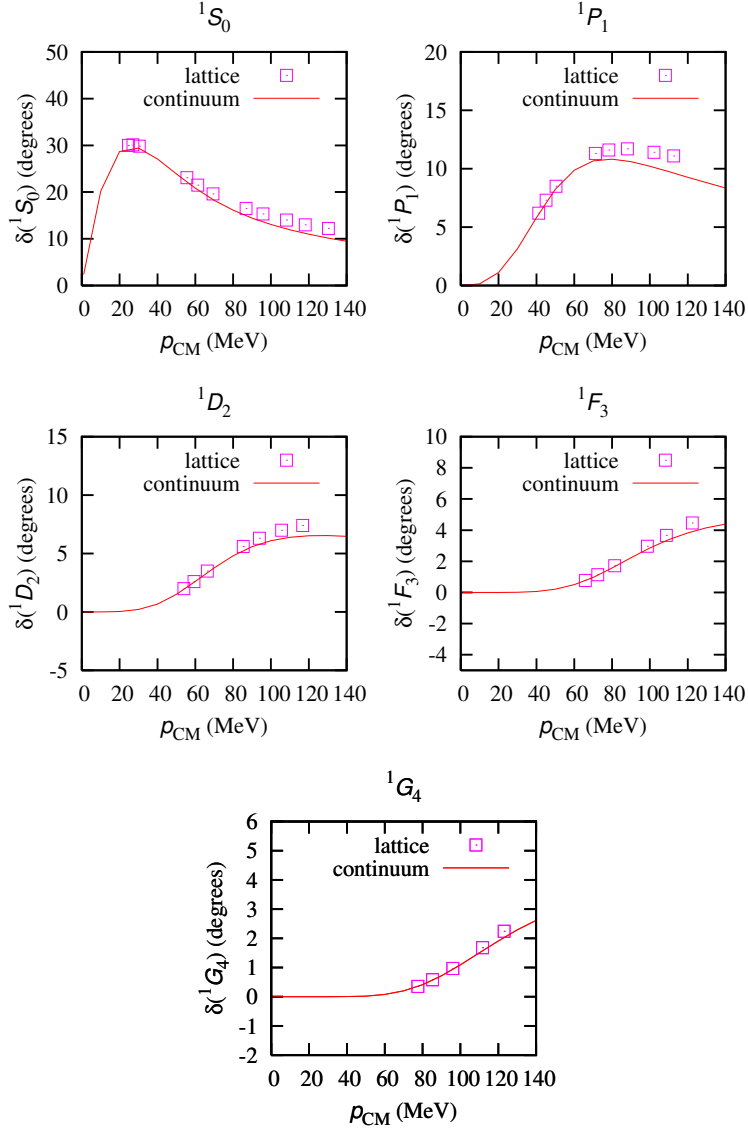 ¹S₀
50
40
30
20
10
0
δ(¹S₀) (degrees)
lattice
continuum
0 20 40 60 80 100 120 140
p_CM (MeV)
¹P₁
20
15
10
5
0
δ(¹P₁) (degrees)
lattice
continuum
0 20 40 60 80 100 120 140
p_CM (MeV)
¹D₂
15
10
5
0
-5
δ(¹D₂) (degrees)
lattice
continuum
0 20 40 60 80 100 120 140
p_CM (MeV)
¹F₃
10
8
6
4
2
0
-2
-4
δ(¹F₃) (degrees)
lattice
continuum
0 20 40 60 80 100 120 140
p_CM (MeV)
¹G₄
6
5
4
3
2
1
0
-1
-2
δ(¹G₄) (degrees)
lattice
continuum
0 20 40 60 80 100 120 140
p_CM (MeV)